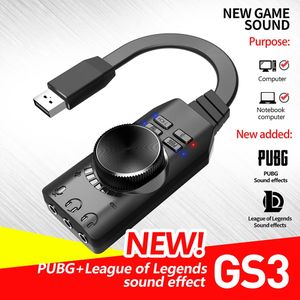 NEW GAME
SOUND
Purpose:
Computer
Notebook
computer
New added:
PUBG
PUBG
Sound effects
League of Legends
Sound effects
NEW!
PUBG+League of Legends
sound effect
GS3